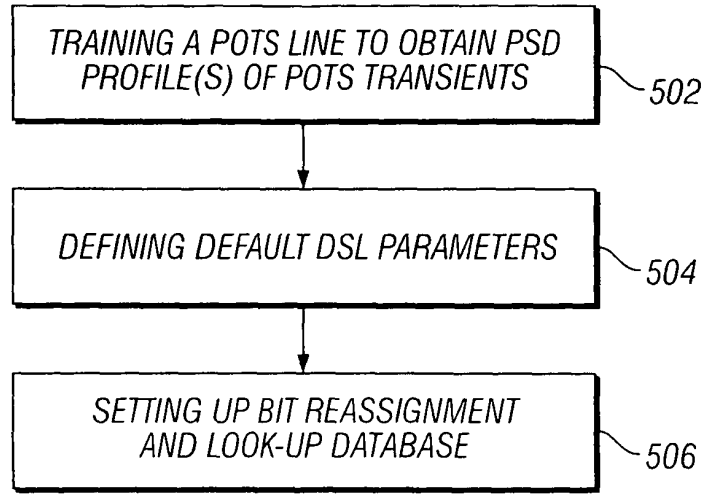 TRAINING A POTS LINE TO OBTAIN PSD
PROFILE(S) OF POTS TRANSIENTS
502
DEFINING DEFAULT DSL PARAMETERS
504
SETTING UP BIT REASSIGNMENT
AND LOOK-UP DATABASE
506